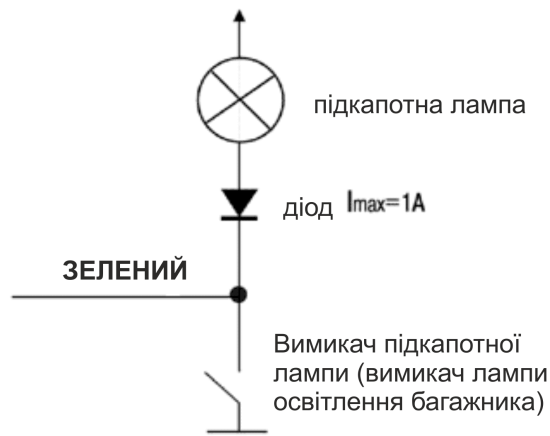 підкапотна лампа
діод Imax=1A
ЗЕЛЕНИЙ
Вимикач підкапотної
лампи (вимикач лампи
освітлення багажника)